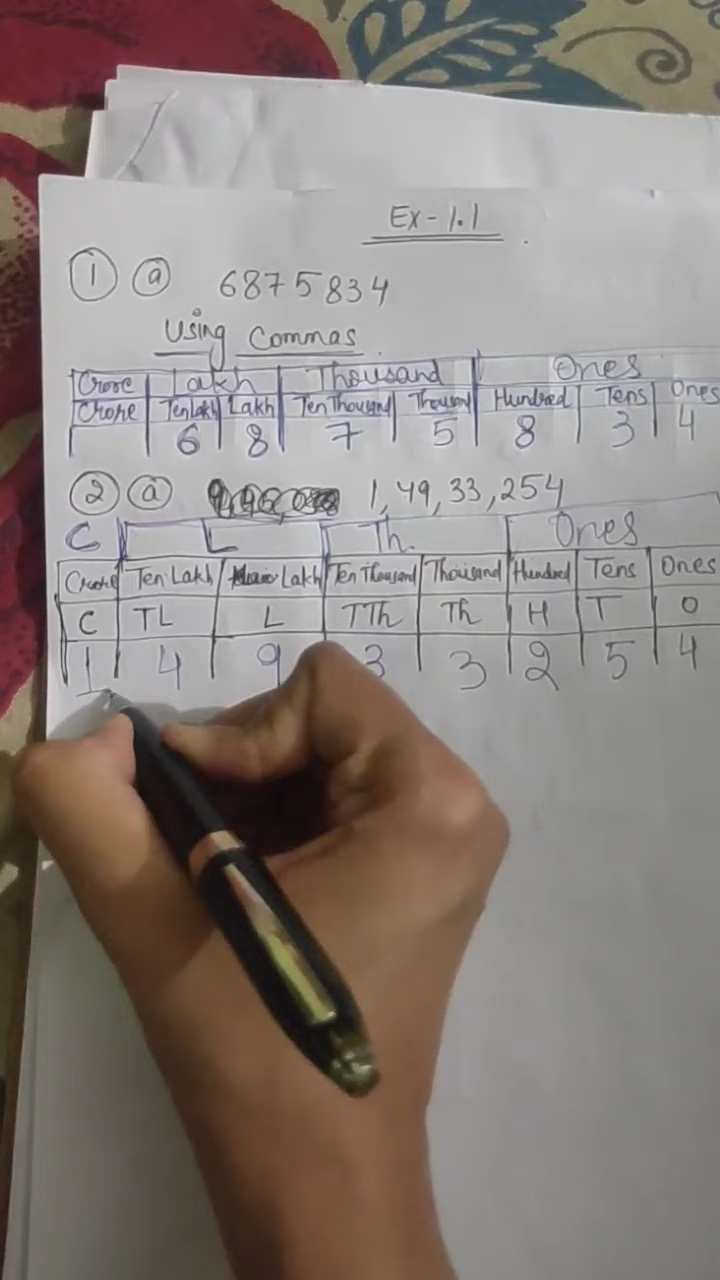 Ex-1.1
1 a 6875834
Using Commas
Crore Lakh Thousand Ones
Crore Ten Lakh Lakh Ten Thousand Thousand Hundred Tens Ones
6 8 7 5 8 3 4
2 a 1,49,33,254
C L Th. Ones
Crore Ten Lakh Lakh Ten Thousand Thousand Hundred Tens Ones
C TL L TTh Th H T O
1 4 9 3 3 2 5 4